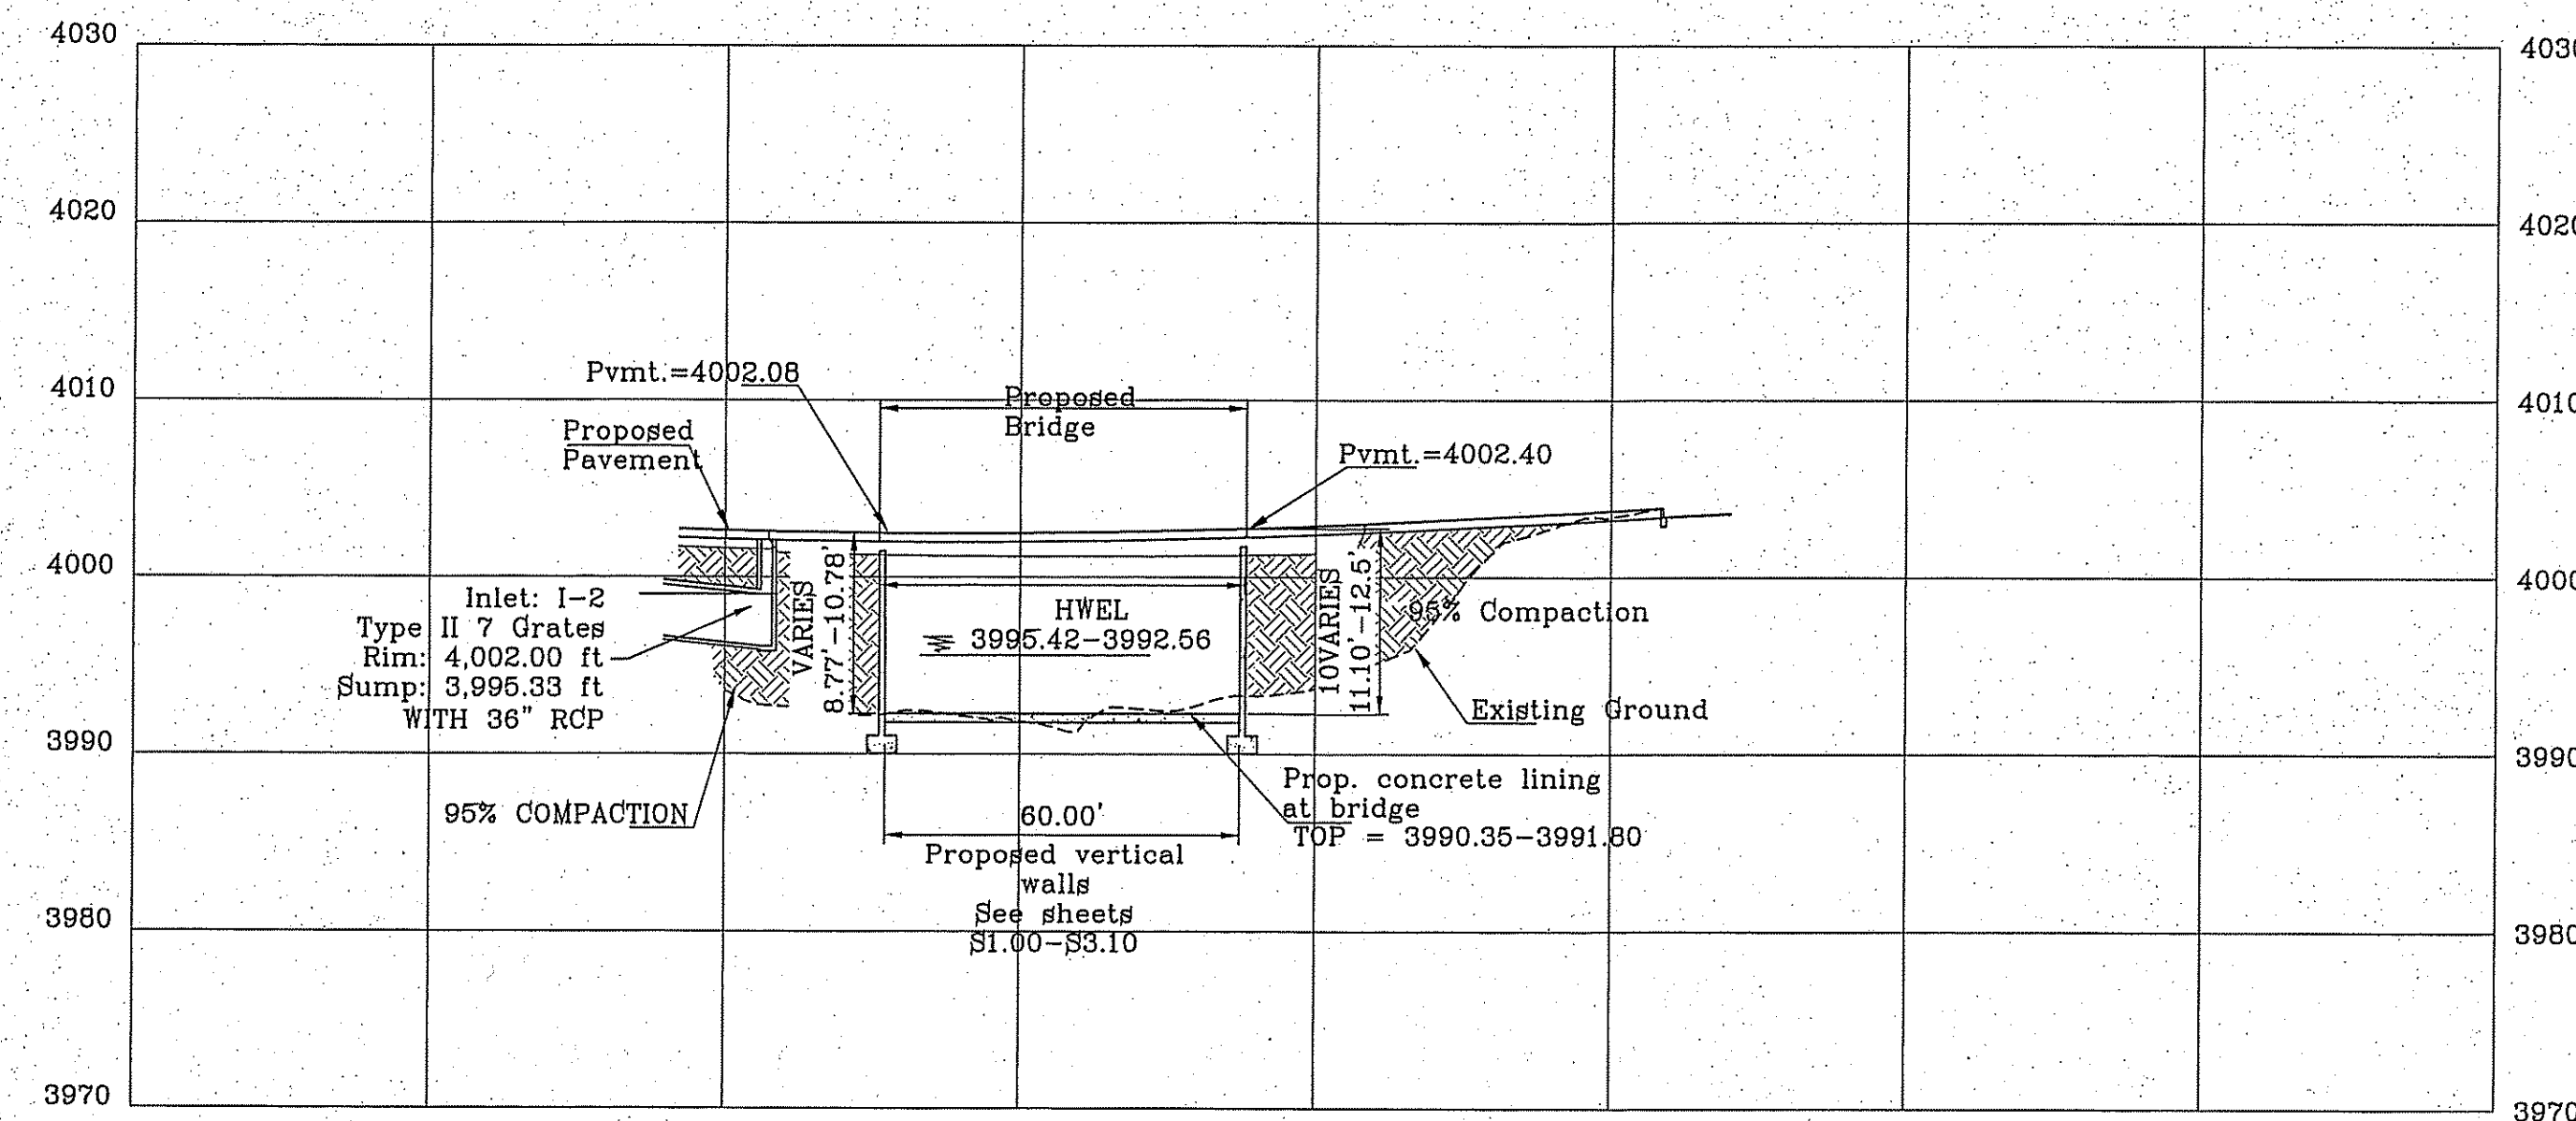 4030
4030
4020
4020
4010
4010
Pvmt.=4002.08
Proposed
Bridge
Proposed
Pavement
Pvmt.=4002.40
4000
4000
Inlet: I-2
Type II 7 Grates
Rim: 4,002.00 ft
Sump: 3,995.33 ft
WITH 36" RCP
VARIES
8.77'-10.78'
HWEL
3995.42-3992.56
10VARIES
11.10'-12.5'
95% Compaction
Existing Ground
3990
3990
95% COMPACTION
60.00'
Proposed vertical
walls
See sheets
S1.00-S3.10
Prop. concrete lining
at bridge
TOP = 3990.35-3991.80
3980
3980
3970
3970